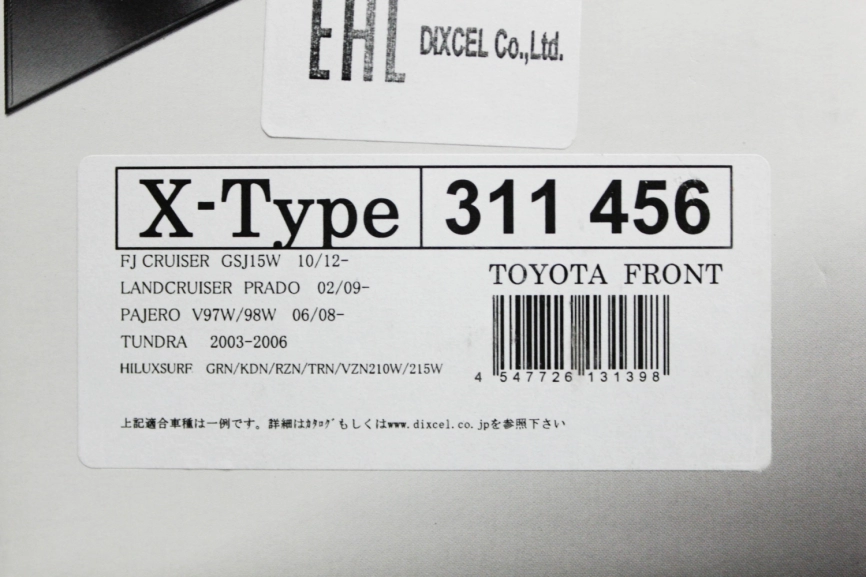 EAC
DIXCEL Co.,Ltd.
X-Type 311 456
FJ CRUISER GSJ15W 10/12-
LANDCRUISER PRADO 02/09-
PAJERO V97W/98W 06/08-
TUNDRA 2003-2006
HILUXSURF GRN/KDN/RZN/TRN/VZN210W/215W
TOYOTA FRONT
4 547726 131398
上記適合車種は一例です。詳細はｶﾀﾛｸﾞもしくはwww.dixcel.co.jpを参照下さい